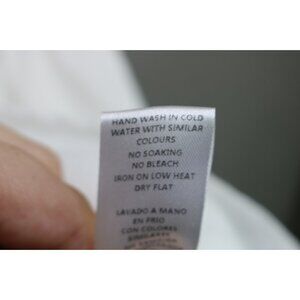 HAND WASH IN COLD
WATER WITH SIMILAR
COLOURS
NO SOAKING
NO BLEACH
IRON ON LOW HEAT
DRY FLAT
LAVADO A MANO
EN FRIO
CON COLORES
SIMILARES